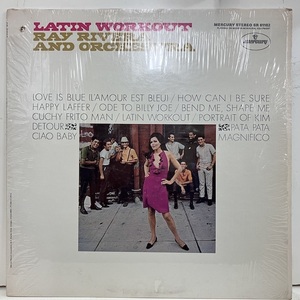 LATIN WORKOUT
RAY RIVERA
AND ORCHESTRA
MERCURY STEREO SR
mercury
LOVE IS BLUE (L'AMOUR EST BLEU) / HOW CAN I BE SURE
HAPPY LAFFER / ODE TO BILLY JOE / BEND ME, SHAPE ME
CUCHY FRITO MAN / LATIN WORKOUT / PORTRAIT OF KIM
DETOUR PATA PATA
CIAO BABY MAGNIFICO